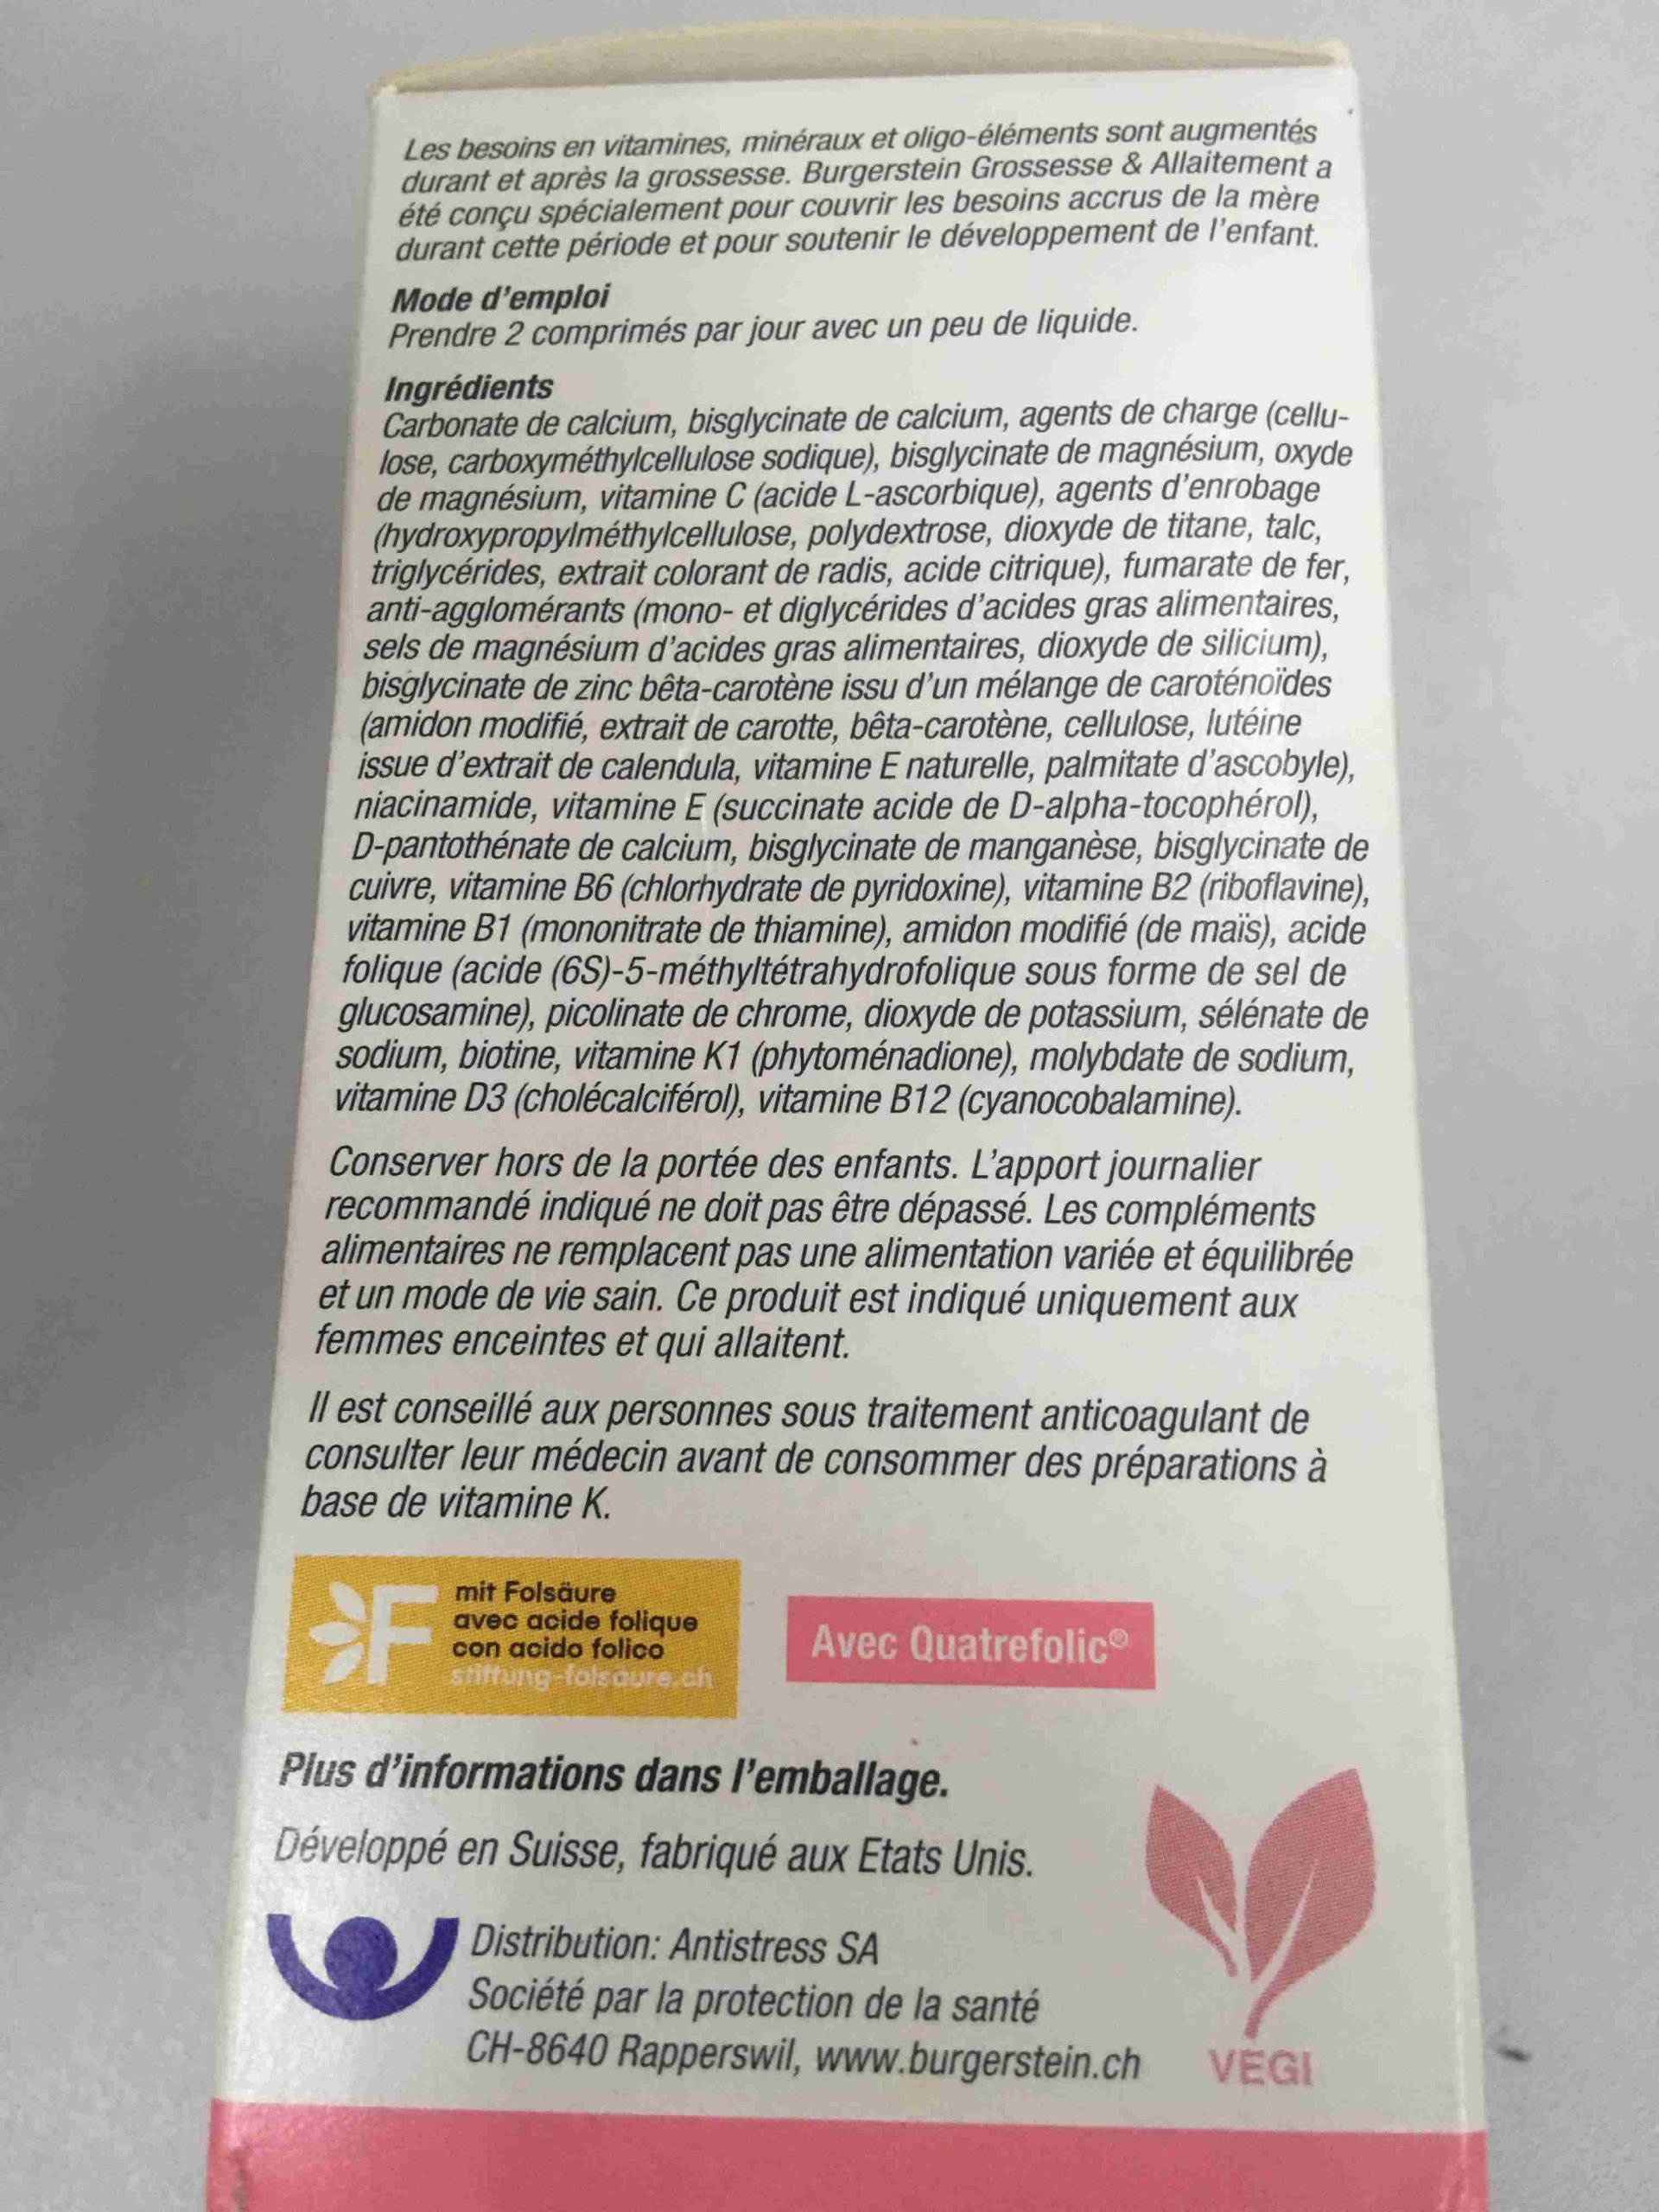 Les besoins en vitamines, minéraux et oligo-éléments sont augmentés
durant et après la grossesse. Burgerstein Grossesse & Allaitement a
été conçu spécialement pour couvrir les besoins accrus de la mère
durant cette période et pour soutenir le développement de l'enfant.
Mode d'emploi
Prendre 2 comprimés par jour avec un peu de liquide.
Ingrédients
Carbonate de calcium, bisglycinate de calcium, agents de charge (cellu-
lose, carboxyméthylcellulose sodique), bisglycinate de magnésium, oxyde
de magnésium, vitamine C (acide L-ascorbique), agents d'enrobage
(hydroxypropylméthylcellulose, polydextrose, dioxyde de titane, talc,
triglycérides, extrait colorant de radis, acide citrique), fumarate de fer,
anti-agglomérants (mono- et diglycérides d'acides gras alimentaires,
sels de magnésium d'acides gras alimentaires, dioxyde de silicium),
bisglycinate de zinc bêta-carotène issu d'un mélange de caroténoïdes
(amidon modifié, extrait de carotte, bêta-carotène, cellulose, lutéine
issue d'extrait de calendula, vitamine E naturelle, palmitate d'ascobyle),
niacinamide, vitamine E (succinate acide de D-alpha-tocophérol),
D-pantothénate de calcium, bisglycinate de manganèse, bisglycinate de
cuivre, vitamine B6 (chlorhydrate de pyridoxine), vitamine B2 (riboflavine),
vitamine B1 (mononitrate de thiamine), amidon modifié (de maïs), acide
folique (acide (6S)-5-méthyltétrahydrofolique sous forme de sel de
glucosamine), picolinate de chrome, dioxyde de potassium, sélénate de
sodium, biotine, vitamine K1 (phytoménadione), molybdate de sodium,
vitamine D3 (cholécalciférol), vitamine B12 (cyanocobalamine).
Conserver hors de la portée des enfants. L'apport journalier
recommandé indiqué ne doit pas être dépassé. Les compléments
alimentaires ne remplacent pas une alimentation variée et équilibrée
et un mode de vie sain. Ce produit est indiqué uniquement aux
femmes enceintes et qui allaitent.
Il est conseillé aux personnes sous traitement anticoagulant de
consulter leur médecin avant de consommer des préparations à
base de vitamine K.
F
mit Folsäure
avec acide folique
con acido folico
stiftung-folsäure.ch
Avec Quatrefolic®
Plus d'informations dans l'emballage.
Développé en Suisse, fabriqué aux Etats Unis.
Distribution: Antistress SA
Société par la protection de la santé
CH-8640 Rapperswil, www.burgerstein.ch
VEGI